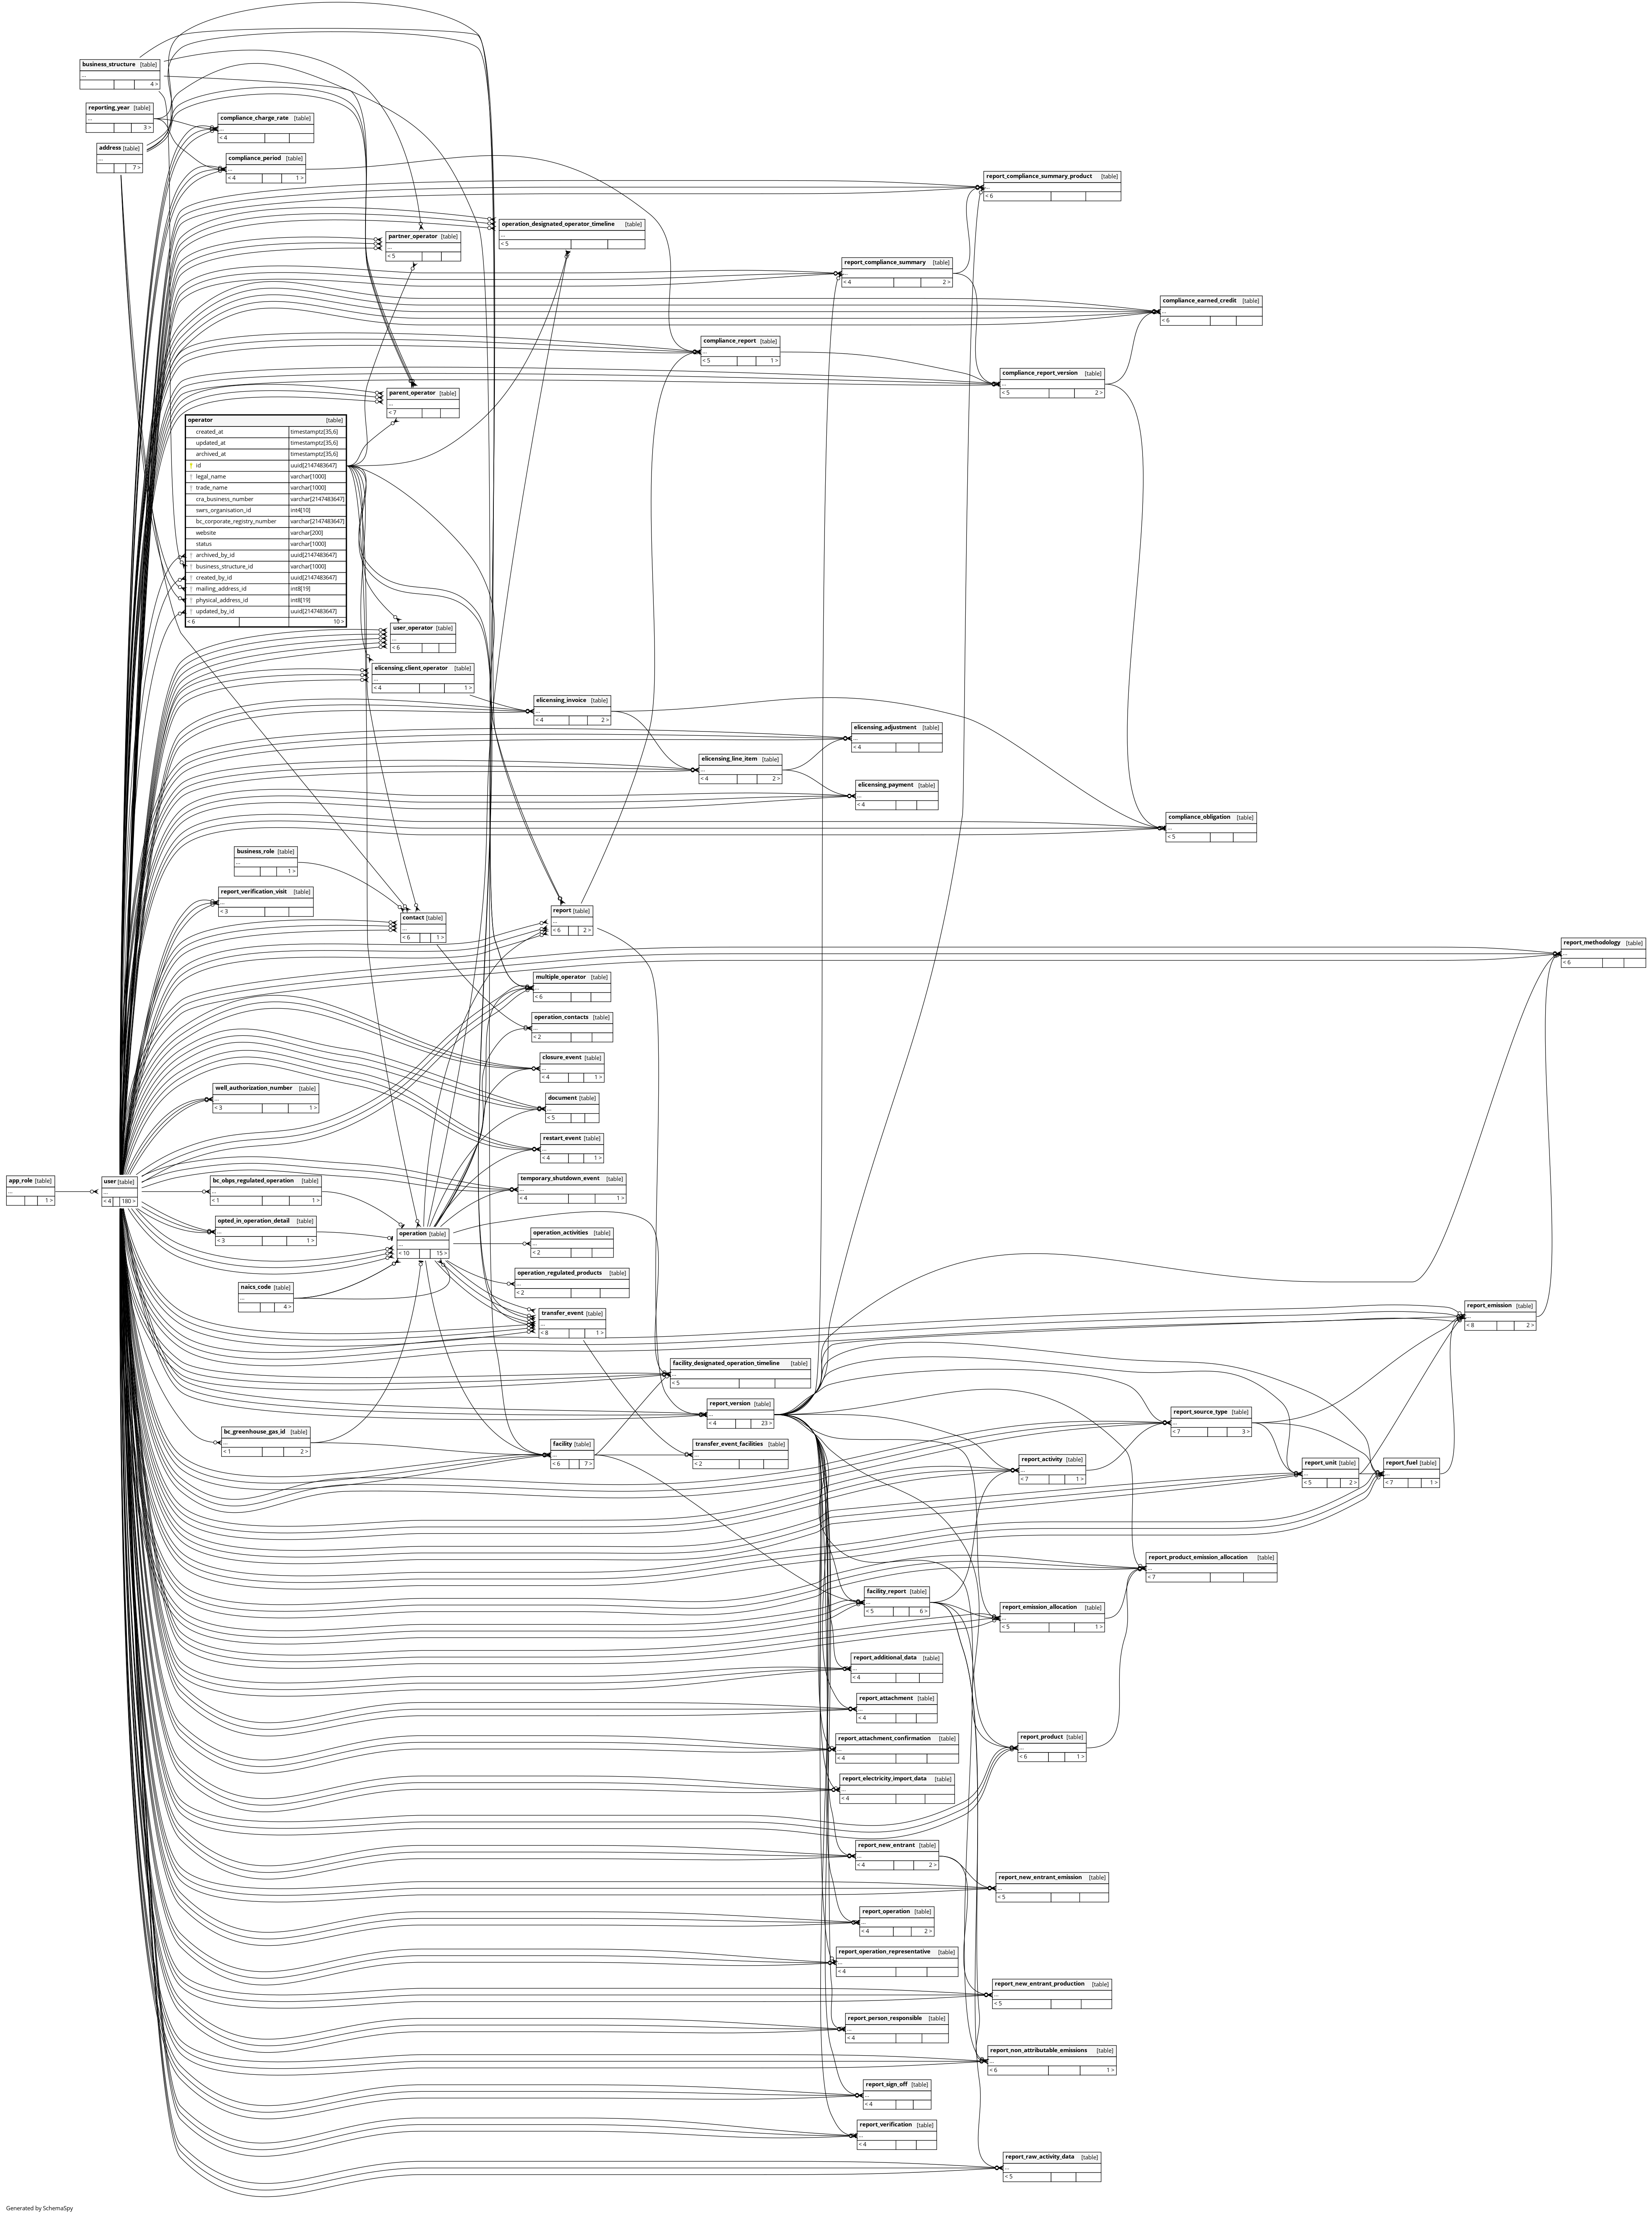 business_structure [table]
...
4 >
reporting_year [table]
...
3 >
address [table]
...
7 >
compliance_charge_rate [table]
...
< 4
compliance_period [table]
...
< 4 1 >
report_compliance_summary_product [table]
...
< 6
operation_designated_operator_timeline [table]
...
< 5
partner_operator [table]
...
< 5
report_compliance_summary [table]
...
< 4 2 >
compliance_earned_credit [table]
...
< 6
compliance_report [table]
...
< 5 1 >
compliance_report_version [table]
...
< 5 2 >
parent_operator [table]
...
< 7
operator [table]
created_at timestamptz[35,6]
updated_at timestamptz[35,6]
archived_at timestamptz[35,6]
id uuid[2147483647]
legal_name varchar[1000]
trade_name varchar[1000]
cra_business_number varchar[2147483647]
swrs_organisation_id int4[10]
bc_corporate_registry_number varchar[2147483647]
website varchar[200]
status varchar[1000]
archived_by_id uuid[2147483647]
business_structure_id varchar[1000]
created_by_id uuid[2147483647]
mailing_address_id int8[19]
physical_address_id int8[19]
updated_by_id uuid[2147483647]
< 6 10 >
user_operator [table]
...
< 6
elicensing_client_operator [table]
...
< 4 1 >
elicensing_invoice [table]
...
< 4 2 >
elicensing_adjustment [table]
...
< 4
elicensing_line_item [table]
...
< 4 2 >
elicensing_payment [table]
...
< 4
compliance_obligation [table]
...
< 5
business_role [table]
...
1 >
report_verification_visit [table]
...
< 3
contact [table]
...
< 6 1 >
report [table]
...
< 6 2 >
report_methodology [table]
...
< 6
multiple_operator [table]
...
< 6
operation_contacts [table]
...
< 2
closure_event [table]
...
< 4 1 >
well_authorization_number [table]
...
< 3 1 >
document [table]
...
< 5
restart_event [table]
...
< 4 1 >
app_role [table]
...
1 >
user [table]
...
< 4 180 >
bc_obps_regulated_operation [table]
...
< 1 1 >
temporary_shutdown_event [table]
...
< 4 1 >
opted_in_operation_detail [table]
...
< 3 1 >
operation [table]
...
< 10 15 >
operation_activities [table]
...
< 2
operation_regulated_products [table]
...
< 2
naics_code [table]
...
4 >
transfer_event [table]
...
< 8 1 >
report_emission [table]
...
< 8 2 >
facility_designated_operation_timeline [table]
...
< 5
report_version [table]
...
< 4 23 >
report_source_type [table]
...
< 7 3 >
bc_greenhouse_gas_id [table]
...
< 1 2 >
facility [table]
...
< 6 7 >
transfer_event_facilities [table]
...
< 2
report_activity [table]
...
< 7 1 >
report_unit [table]
...
< 5 2 >
report_fuel [table]
...
< 7 1 >
report_product_emission_allocation [table]
...
< 7
facility_report [table]
...
< 5 6 >
report_emission_allocation [table]
...
< 5 1 >
report_additional_data [table]
...
< 4
report_attachment [table]
...
< 4
report_attachment_confirmation [table]
...
< 4
report_product [table]
...
< 6 1 >
report_electricity_import_data [table]
...
< 4
report_new_entrant [table]
...
< 4 2 >
report_new_entrant_emission [table]
...
< 5
report_operation [table]
...
< 4 2 >
report_operation_representative [table]
...
< 4
report_new_entrant_production [table]
...
< 5
report_person_responsible [table]
...
< 4
report_non_attributable_emissions [table]
...
< 6 1 >
report_sign_off [table]
...
< 4
report_verification [table]
...
< 4
report_raw_activity_data [table]
...
< 5
Generated by SchemaSpy